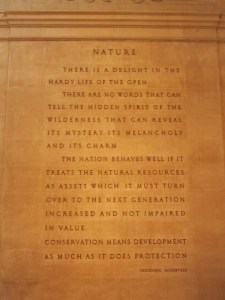 NATURE
THERE IS A DELIGHT IN THE
HARDY LIFE OF THE OPEN
THERE ARE NO WORDS THAT CAN
TELL THE HIDDEN SPIRIT OF THE
WILDERNESS THAT CAN REVEAL
ITS MYSTERY ITS MELANCHOLY
AND ITS CHARM
THE NATION BEHAVES WELL IF IT
TREATS THE NATURAL RESOURCES
AS ASSETS WHICH IT MUST TURN
OVER TO THE NEXT GENERATION
INCREASED AND NOT IMPAIRED
IN VALUE
CONSERVATION MEANS DEVELOPMENT
AS MUCH AS IT DOES PROTECTION
THEODORE ROOSEVELT